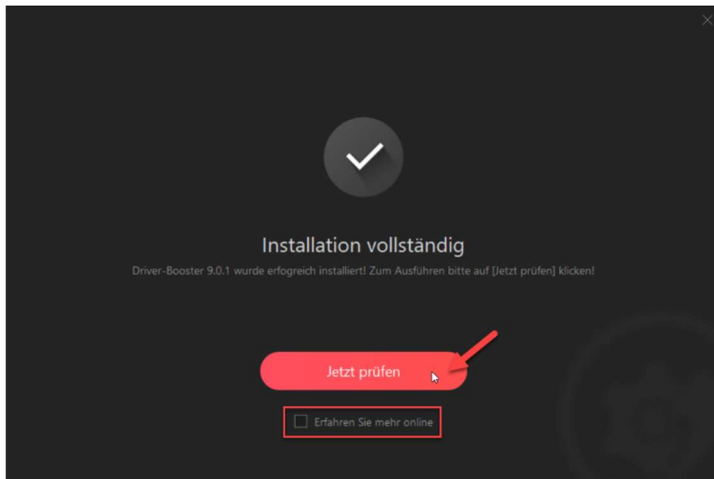 Installation vollständig
Driver-Booster 9.0.1 wurde erfogreich installiert! Zum Ausführen bitte auf [Jetzt prüfen] klicken!
Jetzt prüfen
Erfahren Sie mehr online